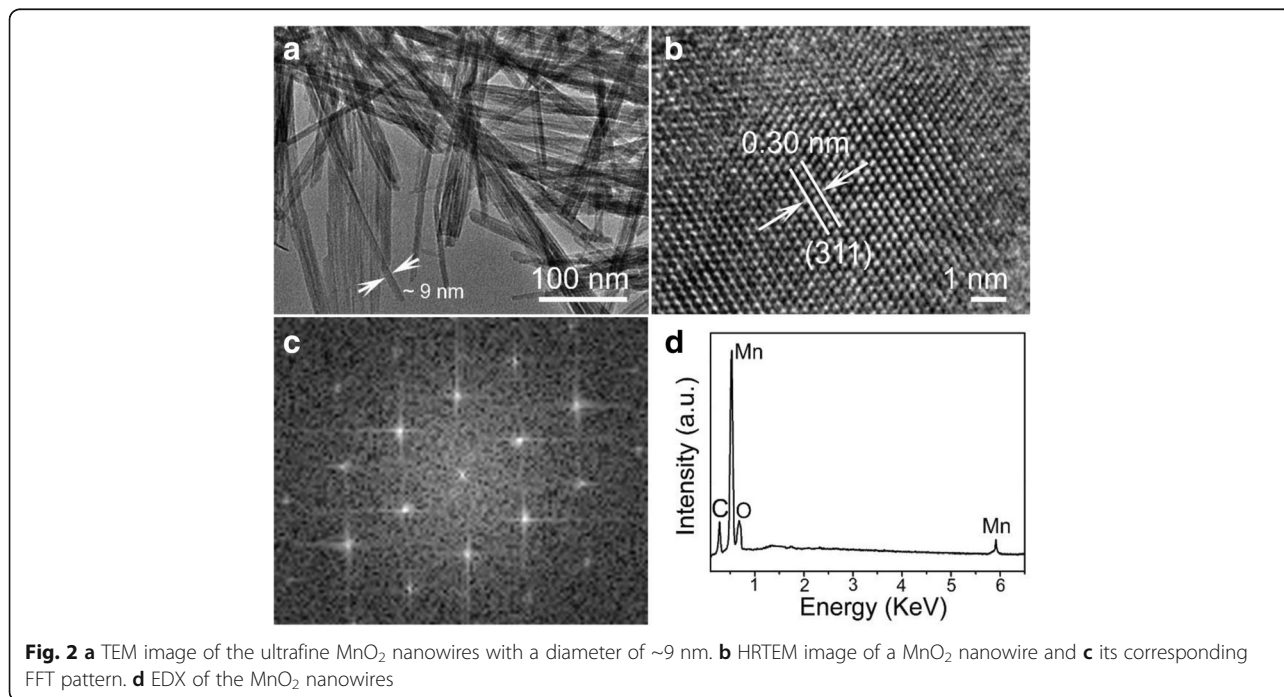 a
~ 9 nm
100 nm
b
0.30 nm
(311)
1 nm
c
d
Intensity (a.u.)
Mn
C
O
Mn
1 2 3 4 5 6
Energy (KeV)
Fig. 2 a TEM image of the ultrafine MnO₂ nanowires with a diameter of ~9 nm. b HRTEM image of a MnO₂ nanowire and c its corresponding
FFT pattern. d EDX of the MnO₂ nanowires